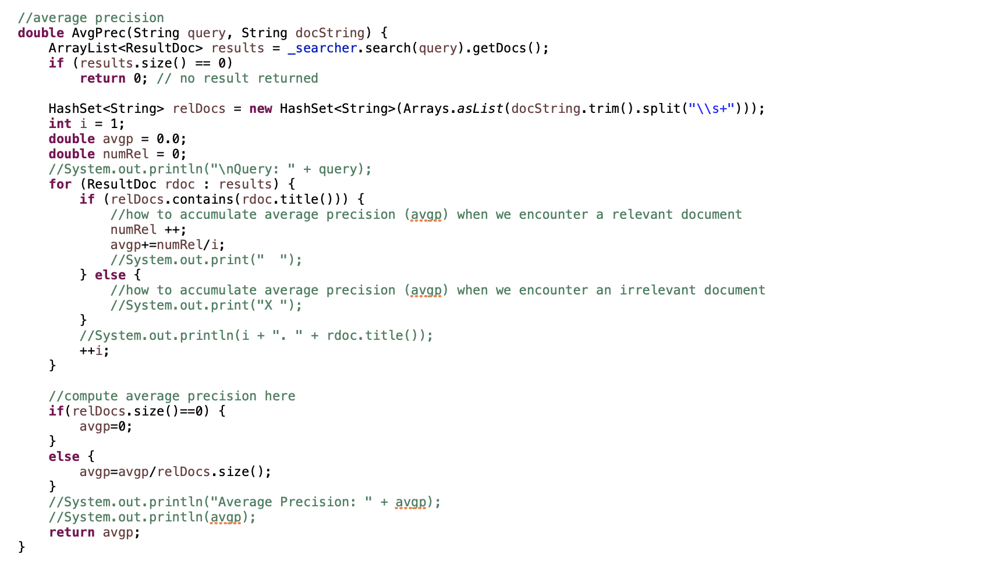 //average precision
double AvgPrec(String query, String docString) {
    ArrayList<ResultDoc> results = _searcher.search(query).getDocs();
    if (results.size() == 0)
        return 0; // no result returned

    HashSet<String> relDocs = new HashSet<String>(Arrays.asList(docString.trim().split("\\s+")));
    int i = 1;
    double avgp = 0.0;
    double numRel = 0;
    //System.out.println("\nQuery: " + query);
    for (ResultDoc rdoc : results) {
        if (relDocs.contains(rdoc.title())) {
            //how to accumulate average precision (avgp) when we encounter a relevant document
            numRel ++;
            avgp+=numRel/i;
            //System.out.print("  ");
        } else {
            //how to accumulate average precision (avgp) when we encounter an irrelevant document
            //System.out.print("X ");
        }
        //System.out.println(i + ". " + rdoc.title());
        ++i;
    }

    //compute average precision here
    if(relDocs.size()==0) {
        avgp=0;
    }
    else {
        avgp=avgp/relDocs.size();
    }
    //System.out.println("Average Precision: " + avgp);
    //System.out.println(avgp);
    return avgp;
}